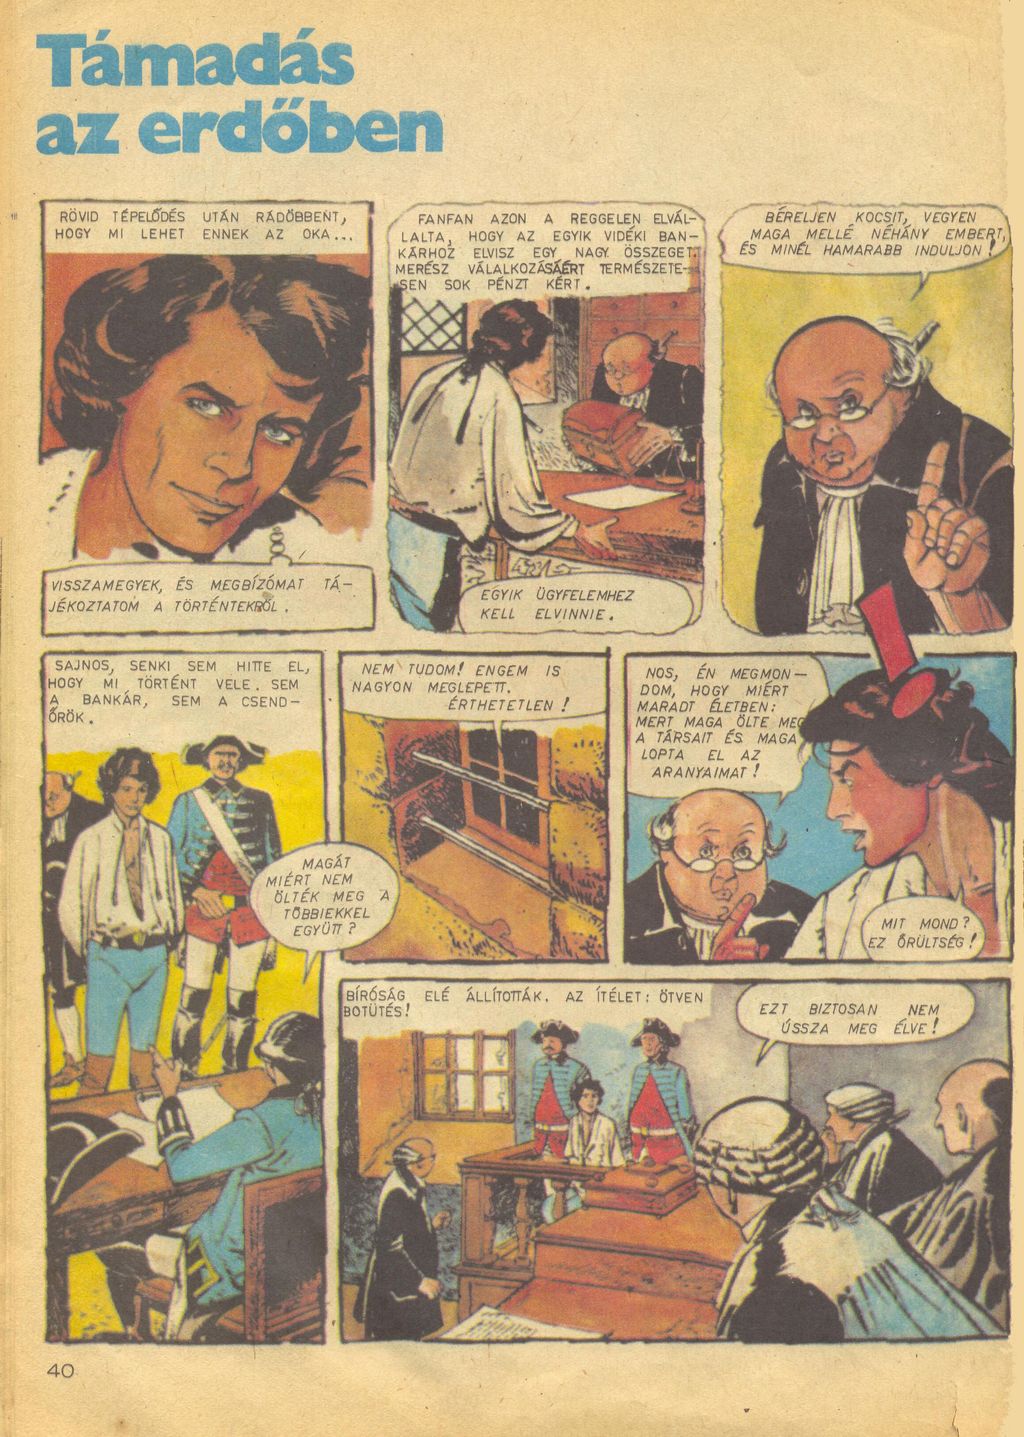 Támadás
az erdőben
RÖVID TÉPELŐDÉS UTÁN RÁDÖBBENT,
HOGY MI LEHET ENNEK AZ OKA...
VISSZAMEGYEK, ÉS MEGBÍZÓMAT TÁ-
JÉKOZTATOM A TÖRTÉNTEKRŐL.
FANFAN AZON A REGGELEN ELVÁL-
LALTA, HOGY AZ EGYIK VIDÉKI BAN-
KÁRHOZ ELVISZ EGY NAGY ÖSSZEGET.
MERÉSZ VÁLALKOZÁSÁÉRT TERMÉSZETE-
SEN SOK PÉNZT KÉRT.
EGYIK ÜGYFELEMHEZ
KELL ELVINNIE.
BÉRELJEN KOCSIT, VEGYEN
MAGA MELLÉ NÉHÁNY EMBERT,
ÉS MINÉL HAMARABB INDULJON!
SAJNOS, SENKI SEM HITTE EL,
HOGY MI TÖRTÉNT VELE. SEM
A BANKÁR, SEM A CSEND-
ŐRÖK.
MAGÁT
MIÉRT NEM
ÖLTÉK MEG A
TÖBBIEKKEL
EGYÜTT?
NEM TUDOM! ENGEM IS
NAGYON MEGLEPETT.
ÉRTHETETLEN!
NOS, ÉN MEGMON-
DOM, HOGY MIÉRT
MARADT ÉLETBEN:
MERT MAGA ÖLTE MEG
A TÁRSAIT ÉS MAGA
LOPTA EL AZ
ARANYAIMAT!
MIT MOND?
EZ ŐRÜLTSÉG!
BÍRÓSÁG ELÉ ÁLLÍTOTTÁK. AZ ÍTÉLET: ÖTVEN
BOTÜTÉS!
EZT BIZTOSAN NEM
ÚSSZA MEG ÉLVE!
40